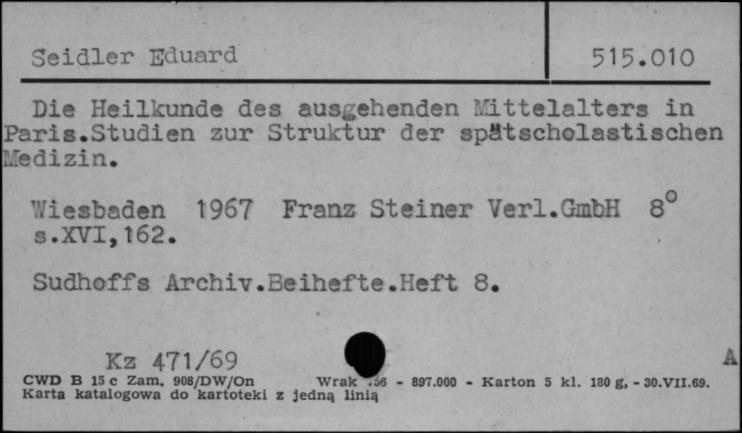 Seidler Eduard 515.010
Die Heilkunde des ausgehenden Mittelalters in
Paris.Studien zur Struktur der spätscholastischen
Medizin.
Wiesbaden 1967 Franz Steiner Verl.GmbH 8°
s.XVI,162.
Sudhoffs Archiv.Beihefte.Heft 8.
Kz 471/69 A
CWD B 15 c Zam. 908/DW/On Wrak 56 - 897.000 - Karton 5 kl. 180 g, - 30.VII.69.
Karta katalogowa do kartoteki z jedną linią